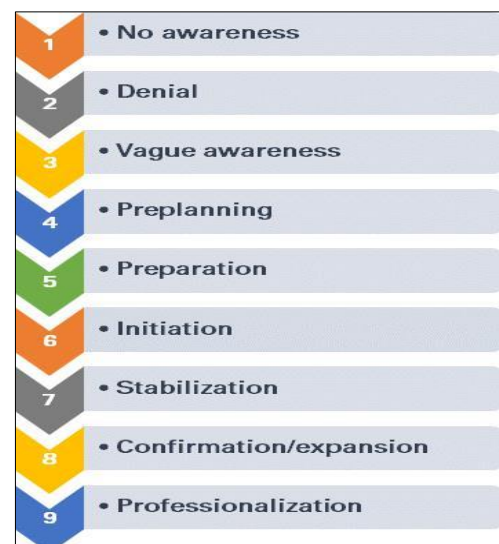 1 • No awareness
2 • Denial
3 • Vague awareness
4 • Preplanning
5 • Preparation
6 • Initiation
7 • Stabilization
8 • Confirmation/expansion
9 • Professionalization